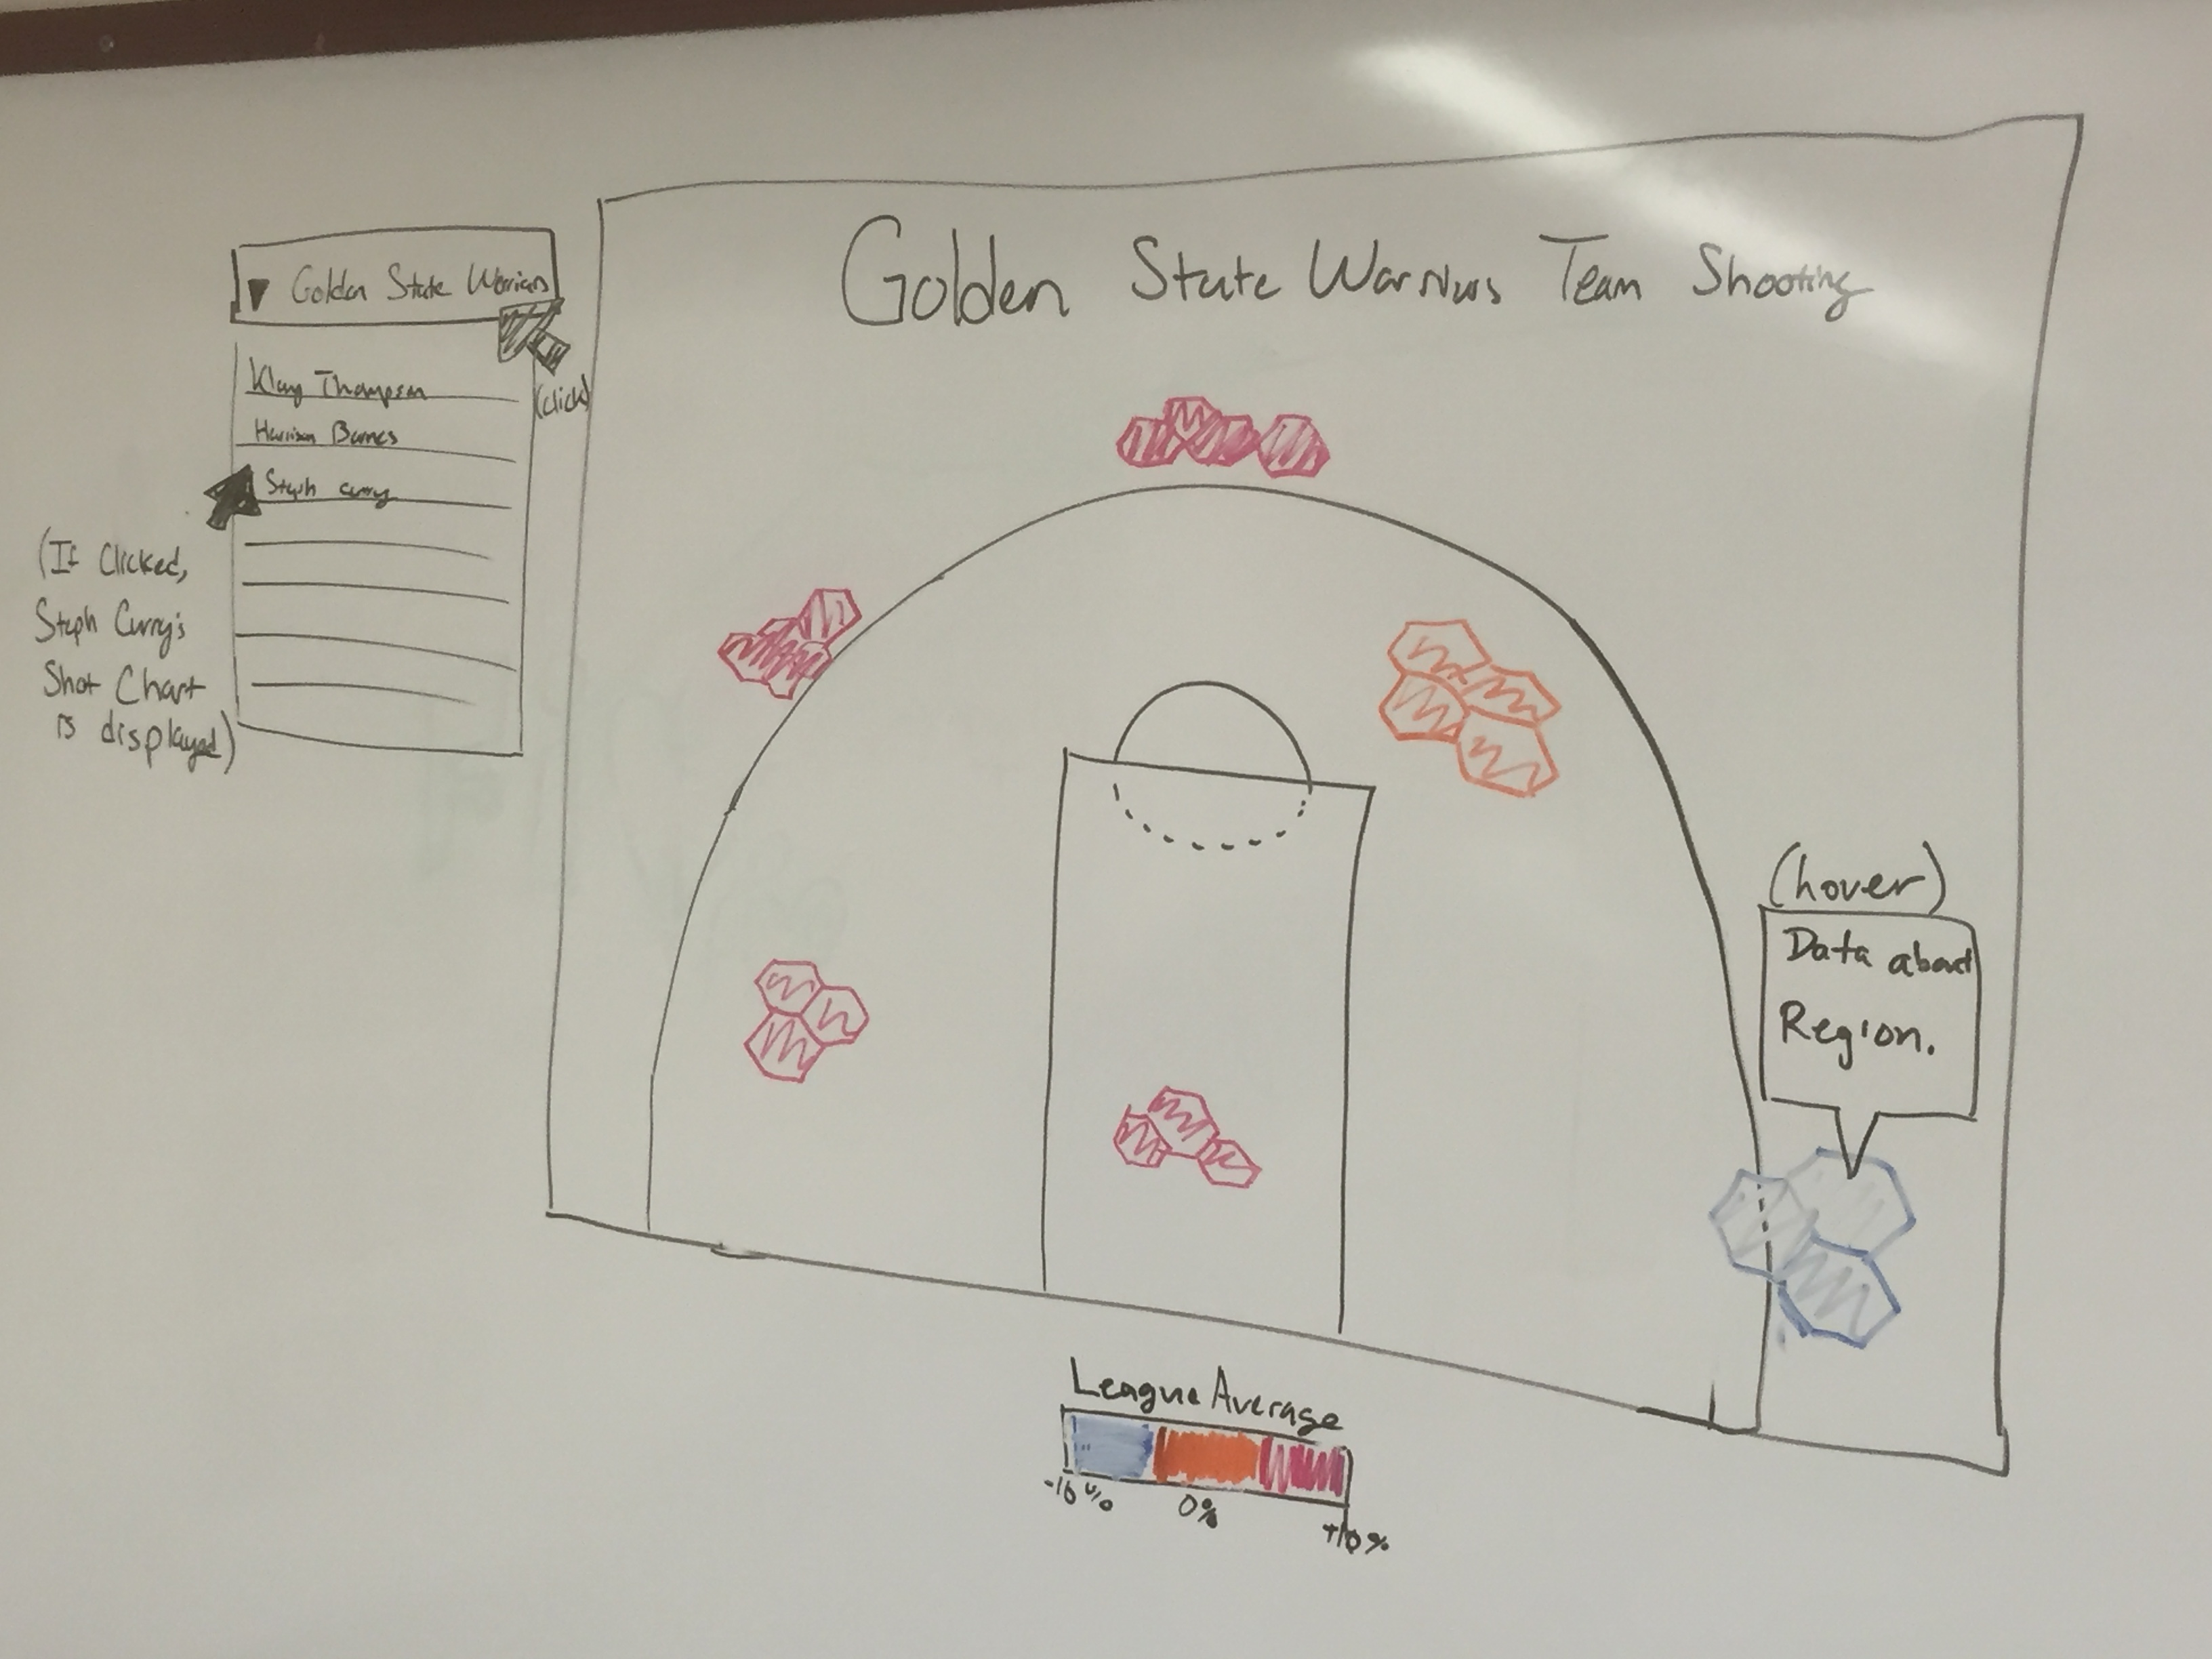 Golden State Warriors Team Shooting
▼ Golden State Warriors
(click)
Klay Thompson
Harrison Barnes
Steph Curry
(If Clicked,
Steph Curry's
Shot Chart
is displayed)
(hover)
Data about
Region.
League Average
-10%
0%
+10%